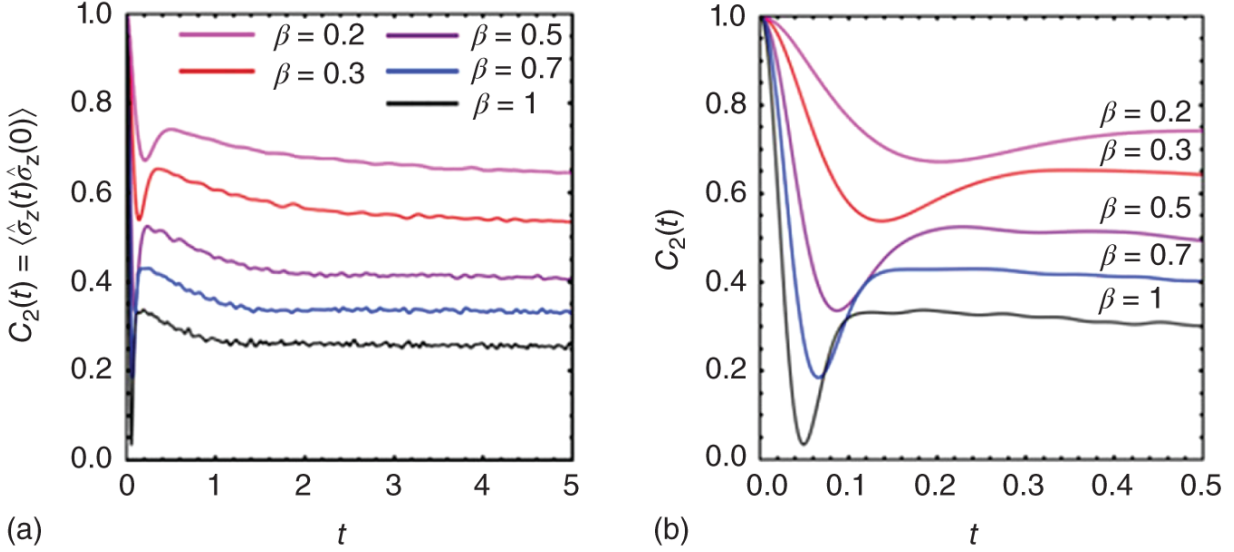 C₂(t) = ⟨σ̂z(t)σ̂z(0)⟩
1.0
0.8
0.6
0.4
0.2
0.0
β = 0.2
β = 0.5
β = 0.3
β = 0.7
β = 1
0 1 2 3 4 5
(a)
t
C₂(t)
1.0
0.8
0.6
0.4
0.2
0.0
β = 0.2
β = 0.3
β = 0.5
β = 0.7
β = 1
0.0 0.1 0.2 0.3 0.4 0.5
(b)
t